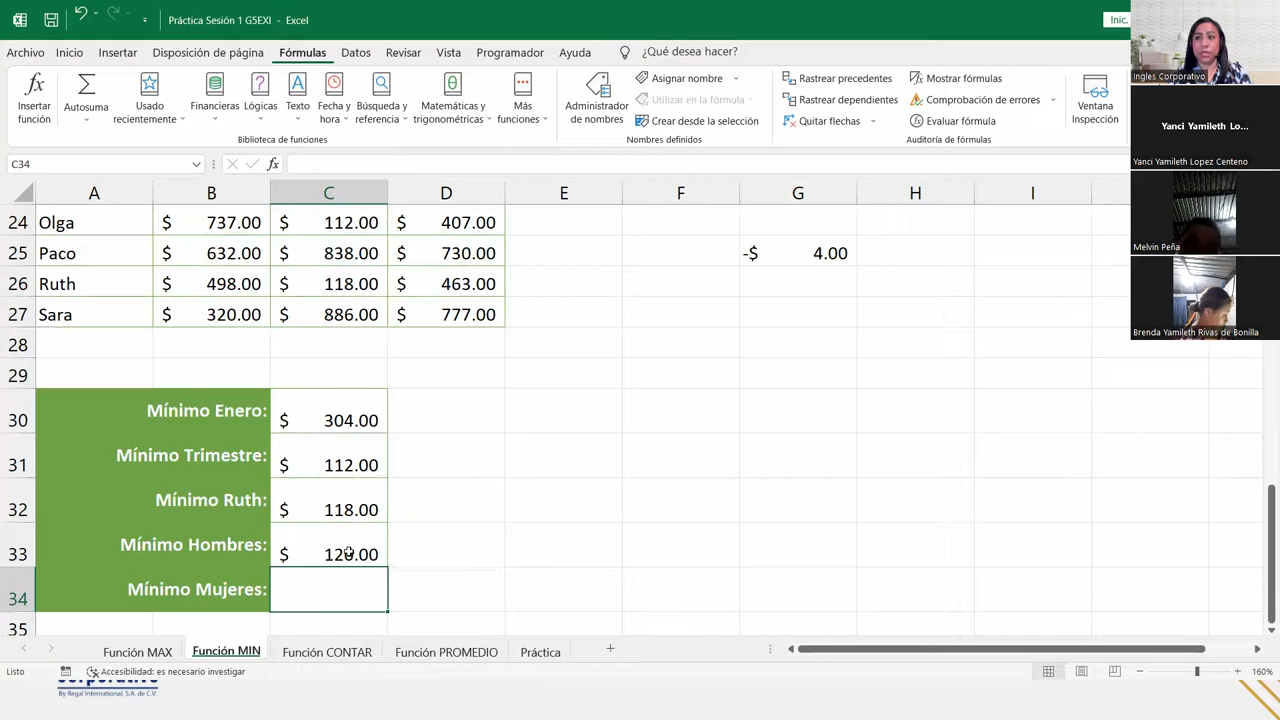 Práctica Sesión 1 G5EXI - Excel
Inic.
Archivo Inicio Insertar Disposición de página Fórmulas Datos Revisar Ayuda ¿Qué desea hacer?
Insertar función
Autosuma
Usado recientemente
Financieras
Lógicas
Texto
Fecha y hora
Búsqueda y referencia
Matemáticas y trigonométricas
Más funciones
Biblioteca de funciones
Administrador de nombres
Asignar nombre
Utilizar en la fórmula
Crear desde la selección
Nombres definidos
Rastrear precedentes
Rastrear dependientes
Quitar flechas
Mostrar fórmulas
Comprobación de errores
Evaluar fórmula
Auditoría de fórmulas
Ventana Inspección
Ingles Corporativo
Yanci Yamileth Lo...
Yanci Yamileth Lopez Centeno
Melvin Peña
Brenda Yamileth Rivas de Bonilla
C34 fx
A B C D E F G H I
24 Olga $ 737.00 $ 112.00 $ 407.00
25 Paco $ 632.00 $ 838.00 $ 738.00 -$ 4.00
26 Ruth $ 498.00 $ 118.00 $ 463.00
27 Sara $ 320.00 $ 886.00 $ 777.00
28
29
30 Mínimo Enero: $ 304.00
31 Mínimo Trimestre: $ 112.00
32 Mínimo Ruth: $ 118.00
33 Mínimo Hombres: $
34 Mínimo Mujeres:
35
Función MAX Función MIN Función CONTAR Función PROMEDIO Práctica
Listo Accesibilidad: es necesario investigar 160%
By Regal International, S.A. de C.V.